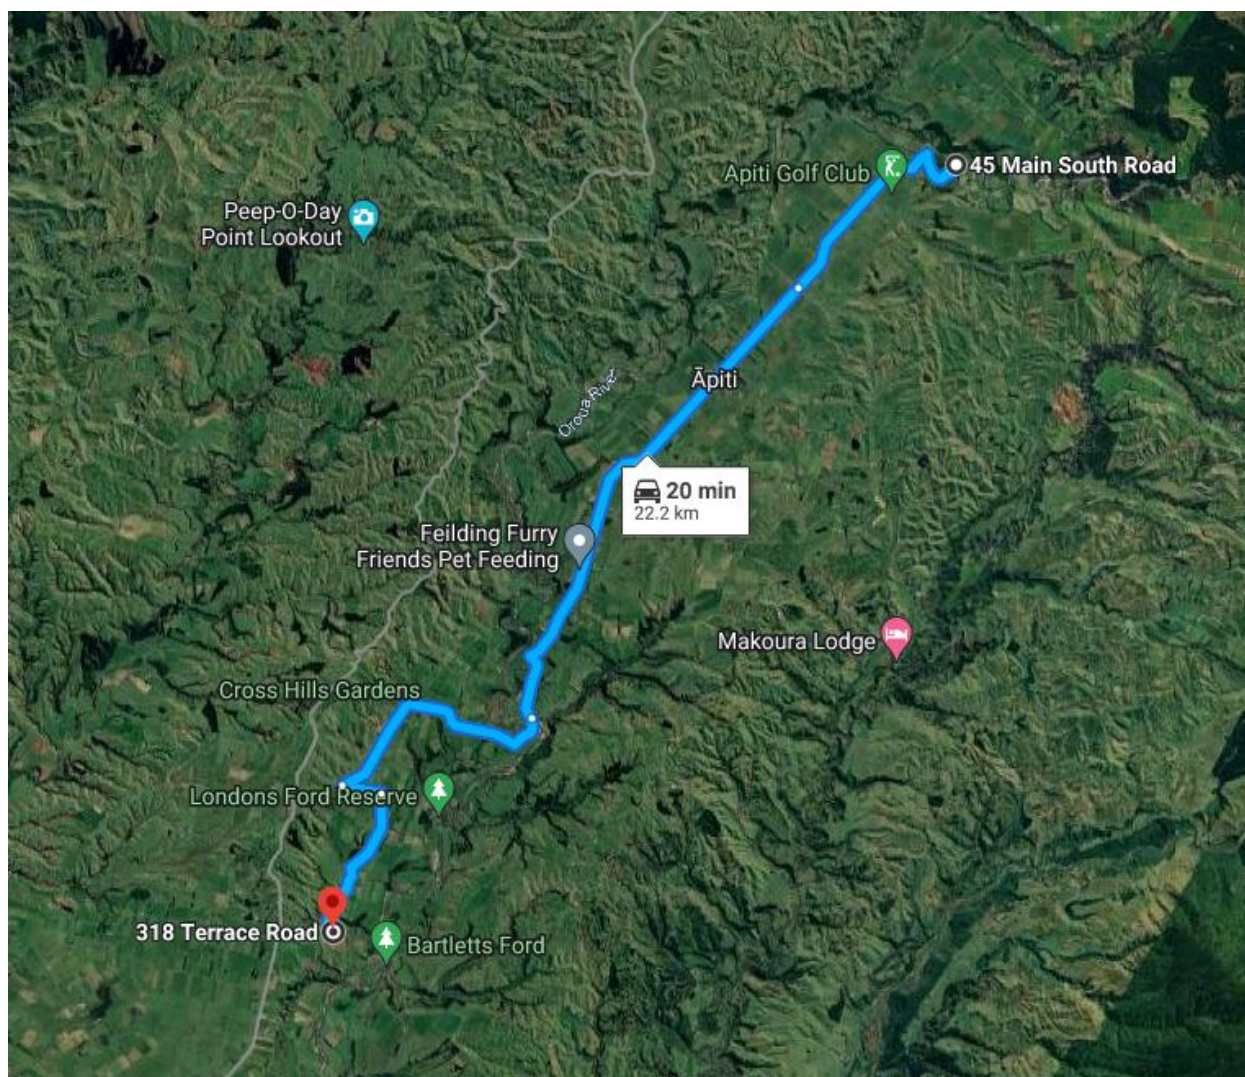 Apiti Golf Club
45 Main South Road
Peep-O-Day
Point Lookout
Āpiti
Oroua River
20 min
22.2 km
Feilding Furry
Friends Pet Feeding
Makoura Lodge
Cross Hills Gardens
Londons Ford Reserve
318 Terrace Road
Bartletts Ford